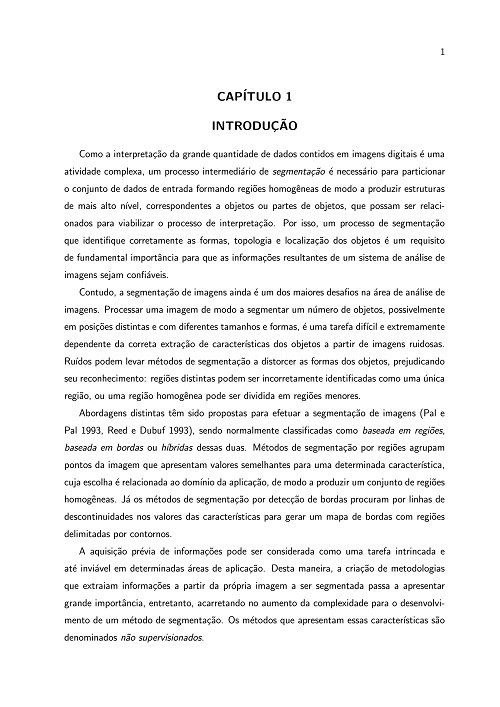 1
CAPÍTULO 1
INTRODUÇÃO
Como a interpretação da grande quantidade de dados contidos em imagens digitais é uma
atividade complexa, um processo intermediário de segmentação é necessário para particionar
o conjunto de dados de entrada formando regiões homogêneas de modo a produzir estruturas
de mais alto nível, correspondentes a objetos ou partes de objetos, que possam ser relaci-
onados para viabilizar o processo de interpretação. Por isso, um processo de segmentação
que identifique corretamente as formas, topologia e localização dos objetos é um requisito
de fundamental importância para que as informações resultantes de um sistema de análise de
imagens sejam confiáveis.
Contudo, a segmentação de imagens ainda é um dos maiores desafios na área de análise de
imagens. Processar uma imagem de modo a segmentar um número de objetos, possivelmente
em posições distintas e com diferentes tamanhos e formas, é uma tarefa difícil e extremamente
dependente da correta extração de características dos objetos a partir de imagens ruidosas.
Ruídos podem levar métodos de segmentação a distorcer as formas dos objetos, prejudicando
seu reconhecimento: regiões distintas podem ser incorretamente identificadas como uma única
região, ou uma região homogênea pode ser dividida em regiões menores.
Abordagens distintas têm sido propostas para efetuar a segmentação de imagens (Pal e
Pal 1993, Reed e Dubuf 1993), sendo normalmente classificadas como baseada em regiões,
baseada em bordas ou híbridas dessas duas. Métodos de segmentação por regiões agrupam
pontos da imagem que apresentam valores semelhantes para uma determinada característica,
cuja escolha é relacionada ao domínio da aplicação, de modo a produzir um conjunto de regiões
homogêneas. Já os métodos de segmentação por detecção de bordas procuram por linhas de
descontinuidades nos valores das características para gerar um mapa de bordas com regiões
delimitadas por contornos.
A aquisição prévia de informações pode ser considerada como uma tarefa intrincada e
até inviável em determinadas áreas de aplicação. Desta maneira, a criação de metodologias
que extraiam informações a partir da própria imagem a ser segmentada passa a apresentar
grande importância, entretanto, acarretando no aumento da complexidade para o desenvolvi-
mento de um método de segmentação. Os métodos que apresentam essas características são
denominados não supervisionados.